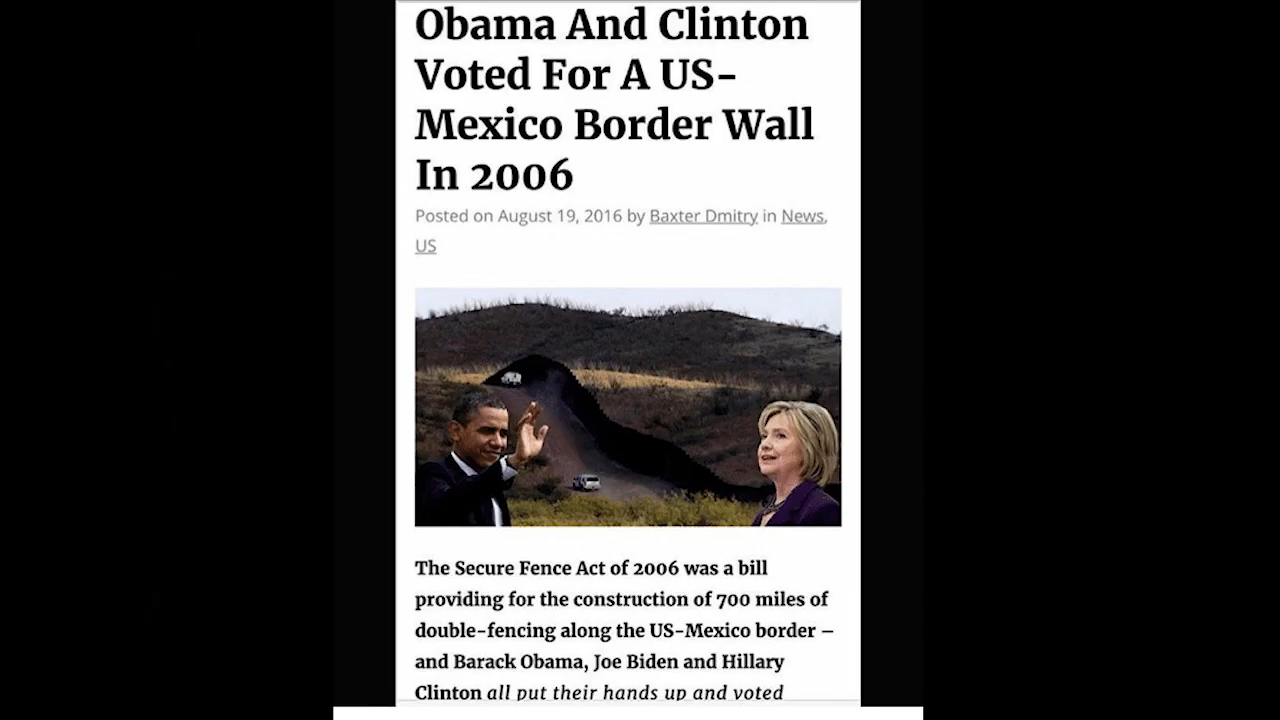 Obama And Clinton
Voted For A US-
Mexico Border Wall
In 2006
Posted on August 19, 2016 by Baxter Dmitry in News,
US
The Secure Fence Act of 2006 was a bill
providing for the construction of 700 miles of
double-fencing along the US-Mexico border –
and Barack Obama, Joe Biden and Hillary
Clinton all put their hands up and voted